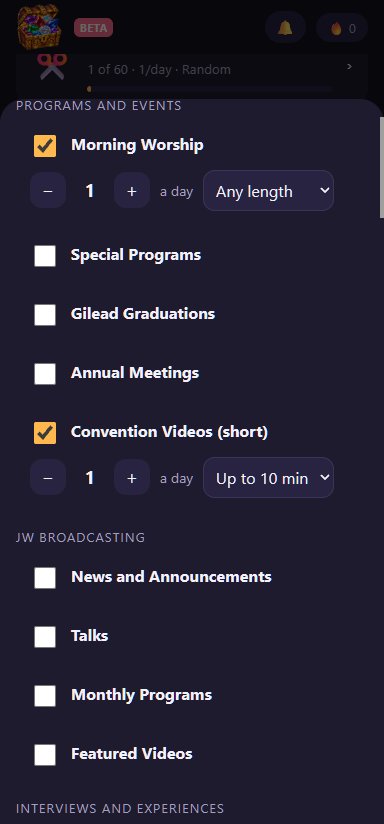 BETA
0
1 of 60 · 1/day · Random
PROGRAMS AND EVENTS
Morning Worship
− 1 + a day Any length
Special Programs
Gilead Graduations
Annual Meetings
Convention Videos (short)
− 1 + a day Up to 10 min
JW BROADCASTING
News and Announcements
Talks
Monthly Programs
Featured Videos
INTERVIEWS AND EXPERIENCES